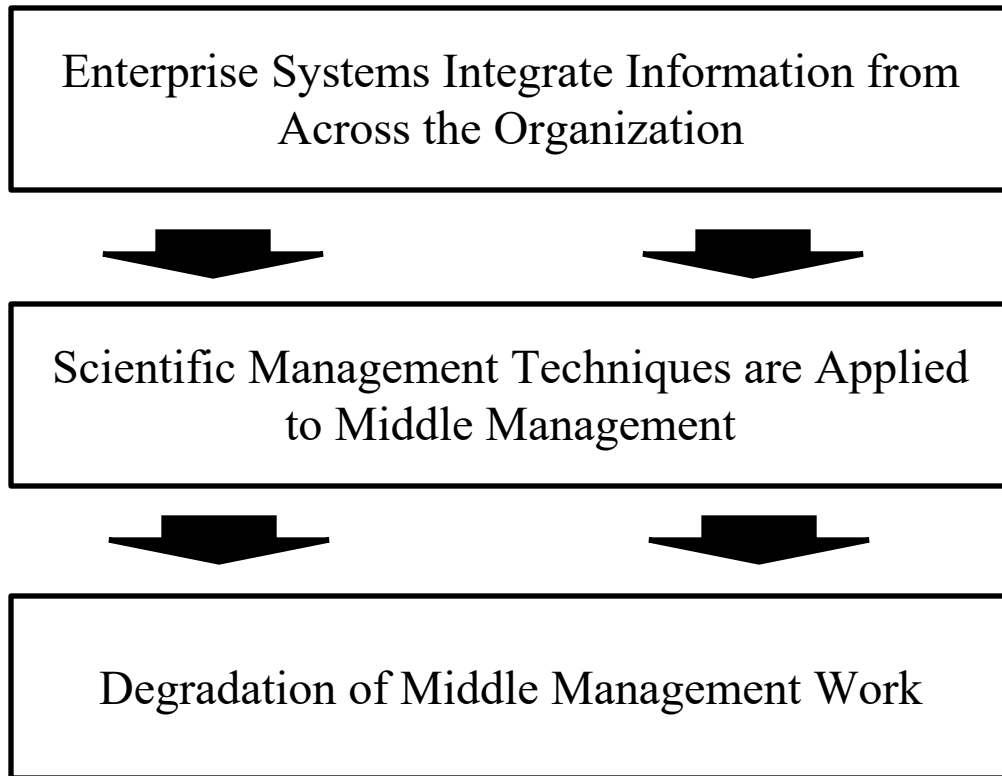 Enterprise Systems Integrate Information from
Across the Organization
Scientific Management Techniques are Applied
to Middle Management
Degradation of Middle Management Work